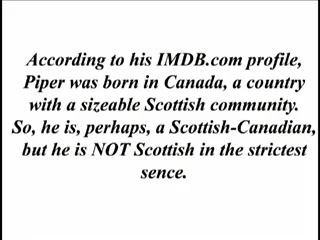 According to his IMDB.com profile,
Piper was born in Canada, a country
with a sizeable Scottish community.
So, he is, perhaps, a Scottish-Canadian,
but he is NOT Scottish in the strictest
sence.